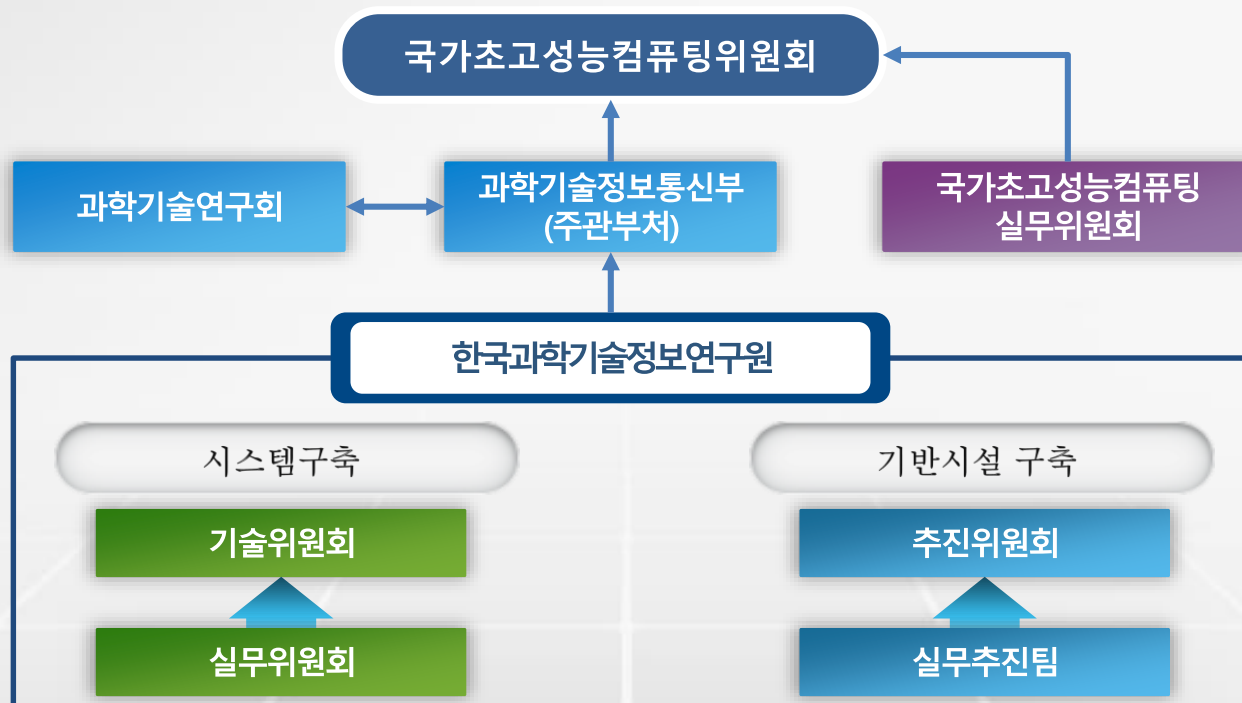 국가초고성능컴퓨팅위원회
과학기술연구회
과학기술정보통신부
(주관부처)
국가초고성능컴퓨팅
실무위원회
한국과학기술정보연구원
시스템구축
기반시설 구축
기술위원회
추진위원회
실무위원회
실무추진팀